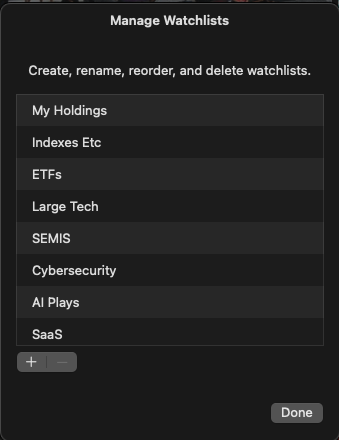 Manage Watchlists
Create, rename, reorder, and delete watchlists.
My Holdings
Indexes Etc
ETFs
Large Tech
SEMIS
Cybersecurity
AI Plays
SaaS
+ −
Done